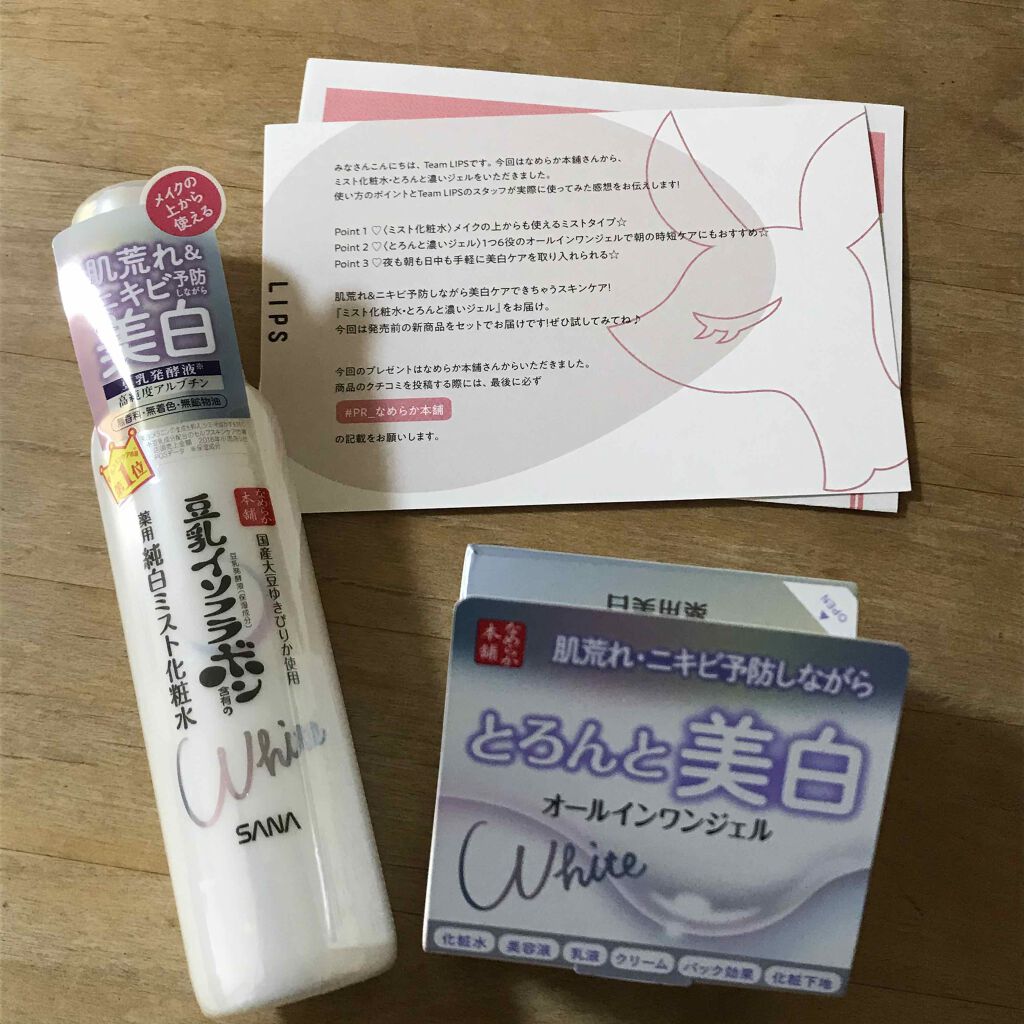 メイクの
上から
使える
肌荒れ&
ニキビ予防
しながら
美白
豆乳発酵液※
高純度アルブチン
無香料・無着色・無鉱物油
第1位
なめらか
本舗
国産大豆ゆきぴりか使用
豆乳発酵液(保湿成分)
豆乳イソフラボン
含有の
薬用 純白ミスト化粧水
White
SANA
LIPS
みなさんこんにちは、Team LIPSです。今回はなめらか本舗さんから、
ミスト化粧水・とろんと濃いジェルをいただきました。
使い方のポイントとTeam LIPSのスタッフが実際に使ってみた感想をお伝えします!
Point 1 ♡〈ミスト化粧水〉メイクの上からも使えるミストタイプ☆
Point 2 ♡〈とろんと濃いジェル〉1つ6役のオールインワンジェルで朝の時短ケアにもおすすめ☆
Point 3 ♡夜も朝も日中も手軽に美白ケアを取り入れられる☆
肌荒れ&ニキビ予防しながら美白ケアできちゃうスキンケア!
『ミスト化粧水・とろんと濃いジェル』をお届け。
今回は発売前の新商品をセットでお届けです!ぜひ試してみてね♪
今回のプレゼントはなめらか本舗さんからいただきました。
商品のクチコミを投稿する際には、最後に必ず
#PR_なめらか本舗
の記載をお願いします。
薬用美白
OPEN
なめらか
本舗
肌荒れ・ニキビ予防しながら
とろんと美白
オールインワンジェル
White
化粧水 美容液 乳液 クリーム パック効果 化粧下地